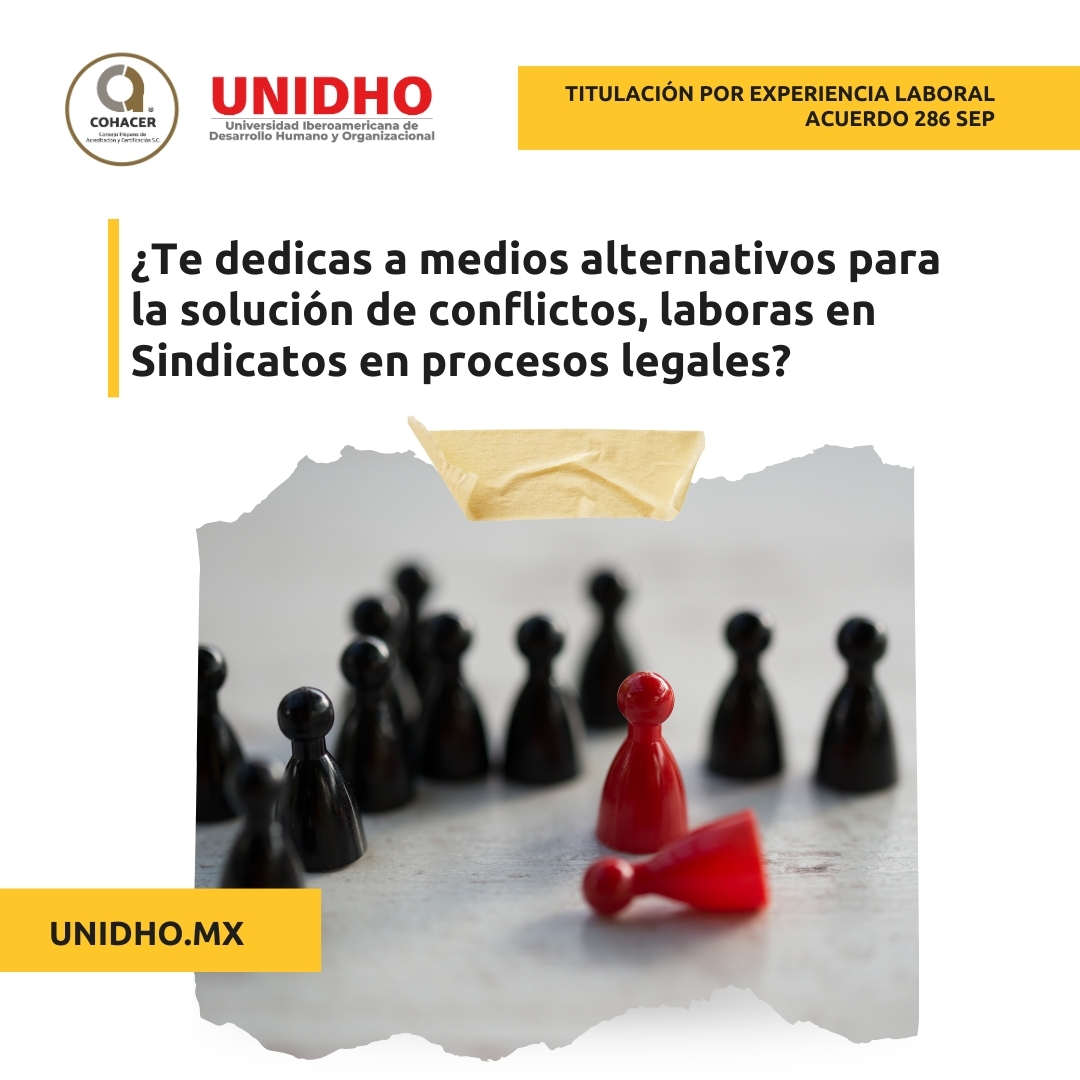 COHACER
Consejo Hispano de
Acreditación y Certificación S.C.
UNIDHO
Universidad Iberoamericana de
Desarrollo Humano y Organizacional
TITULACIÓN POR EXPERIENCIA LABORAL
ACUERDO 286 SEP
¿Te dedicas a medios alternativos para
la solución de conflictos, laboras en
Sindicatos en procesos legales?
UNIDHO.MX